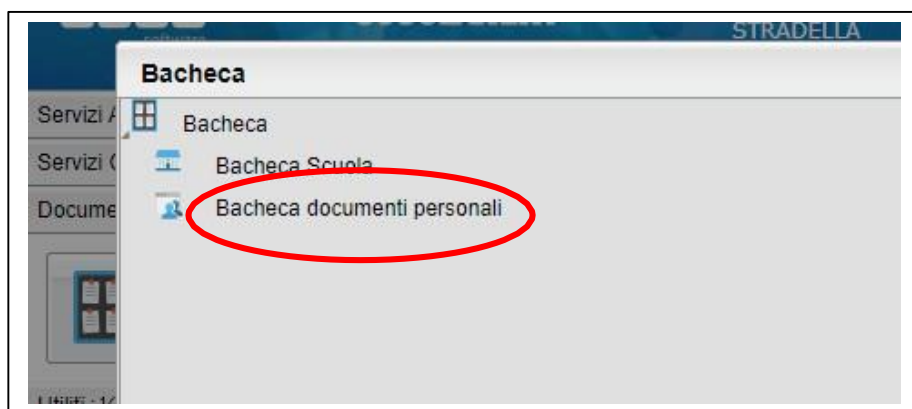 STRADELLA
Bacheca
Servizi
Bacheca
Servizi
Bacheca Scuola
Docume
Bacheca documenti personali